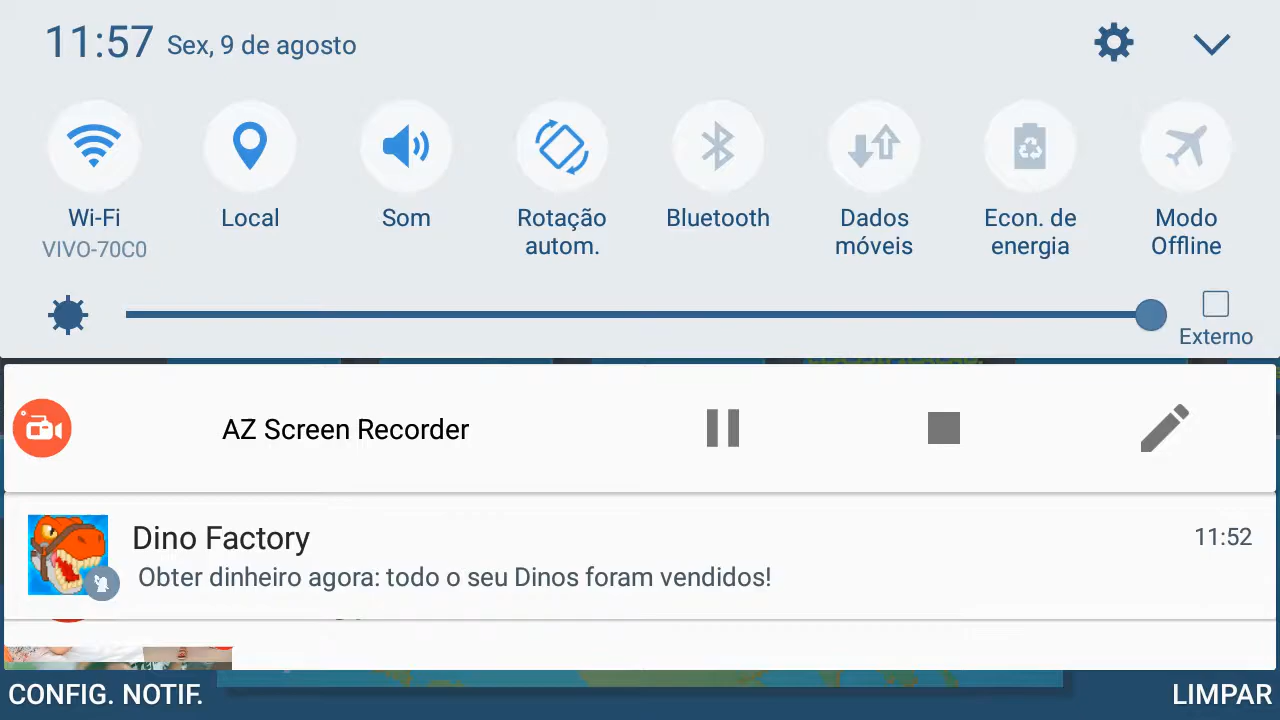 11:57 Sex, 9 de agosto
Wi-Fi
VIVO-70C0
Local
Som
Rotação
autom.
Bluetooth
Dados
móveis
Econ. de
energia
Modo
Offline
Externo
AZ Screen Recorder
Dino Factory
11:52
Obter dinheiro agora: todo o seu Dinos foram vendidos!
CONFIG. NOTIF.
LIMPAR